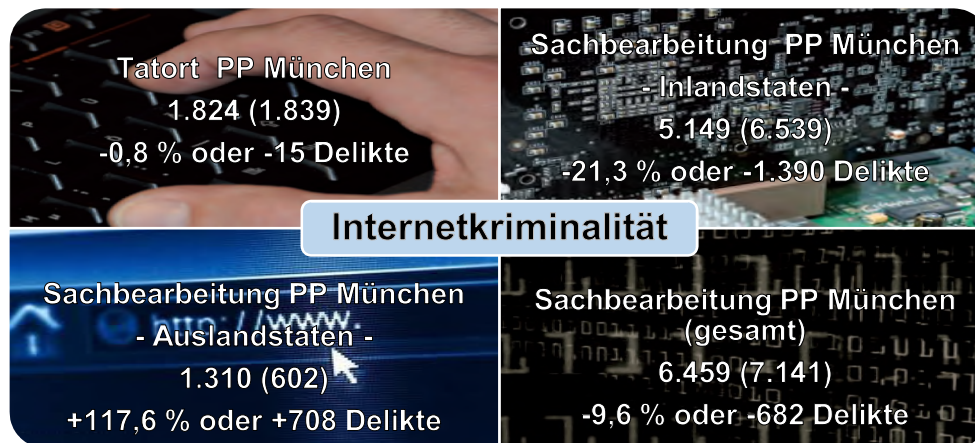 Tatort PP München
1.824 (1.839)
-0,8 % oder -15 Delikte
Sachbearbeitung PP München
- Inlandstaten -
5.149 (6.539)
-21,3 % oder -1.390 Delikte
Internetkriminalität
Sachbearbeitung PP München
- Auslandstaten -
1.310 (602)
+117,6 % oder +708 Delikte
http://www.
Sachbearbeitung PP München
(gesamt)
6.459 (7.141)
-9,6 % oder -682 Delikte